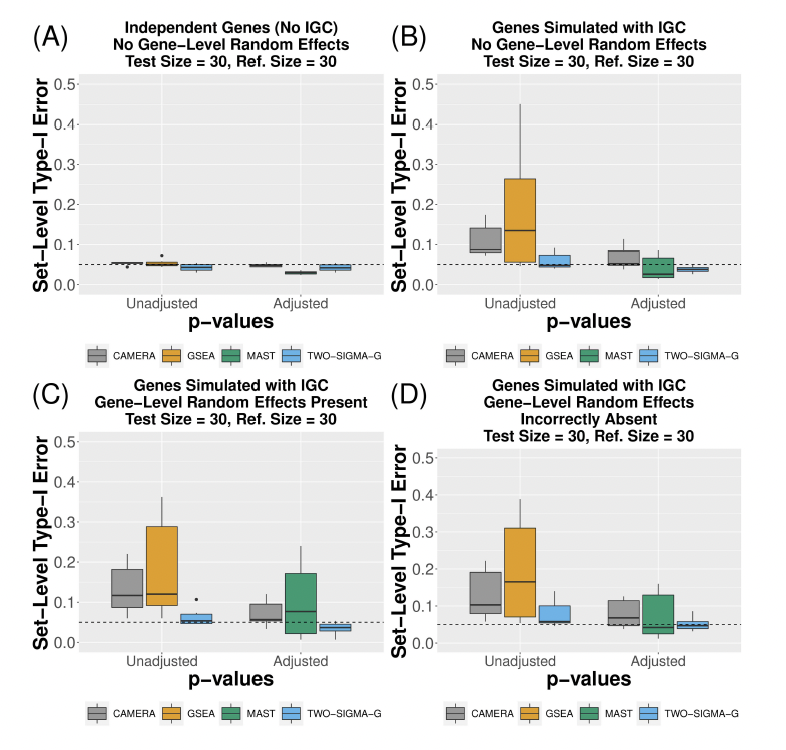 (A)
Independent Genes (No IGC)
No Gene−Level Random Effects
Test Size = 30, Ref. Size = 30
Set−Level Type−I Error
0.5
0.4
0.3
0.2
0.1
0.0
Unadjusted Adjusted
p−values
CAMERA GSEA MAST TWO−SIGMA−G
(B)
Genes Simulated with IGC
No Gene−Level Random Effects
Test Size = 30, Ref. Size = 30
Set−Level Type−I Error
0.5
0.4
0.3
0.2
0.1
0.0
Unadjusted Adjusted
p−values
CAMERA GSEA MAST TWO−SIGMA−G
(C)
Genes Simulated with IGC
Gene−Level Random Effects Present
Test Size = 30, Ref. Size = 30
Set−Level Type−I Error
0.5
0.4
0.3
0.2
0.1
0.0
Unadjusted Adjusted
p−values
CAMERA GSEA MAST TWO−SIGMA−G
(D)
Genes Simulated with IGC
Gene−Level Random Effects
Incorrectly Absent
Test Size = 30, Ref. Size = 30
Set−Level Type−I Error
0.5
0.4
0.3
0.2
0.1
0.0
Unadjusted Adjusted
p−values
CAMERA GSEA MAST TWO−SIGMA−G